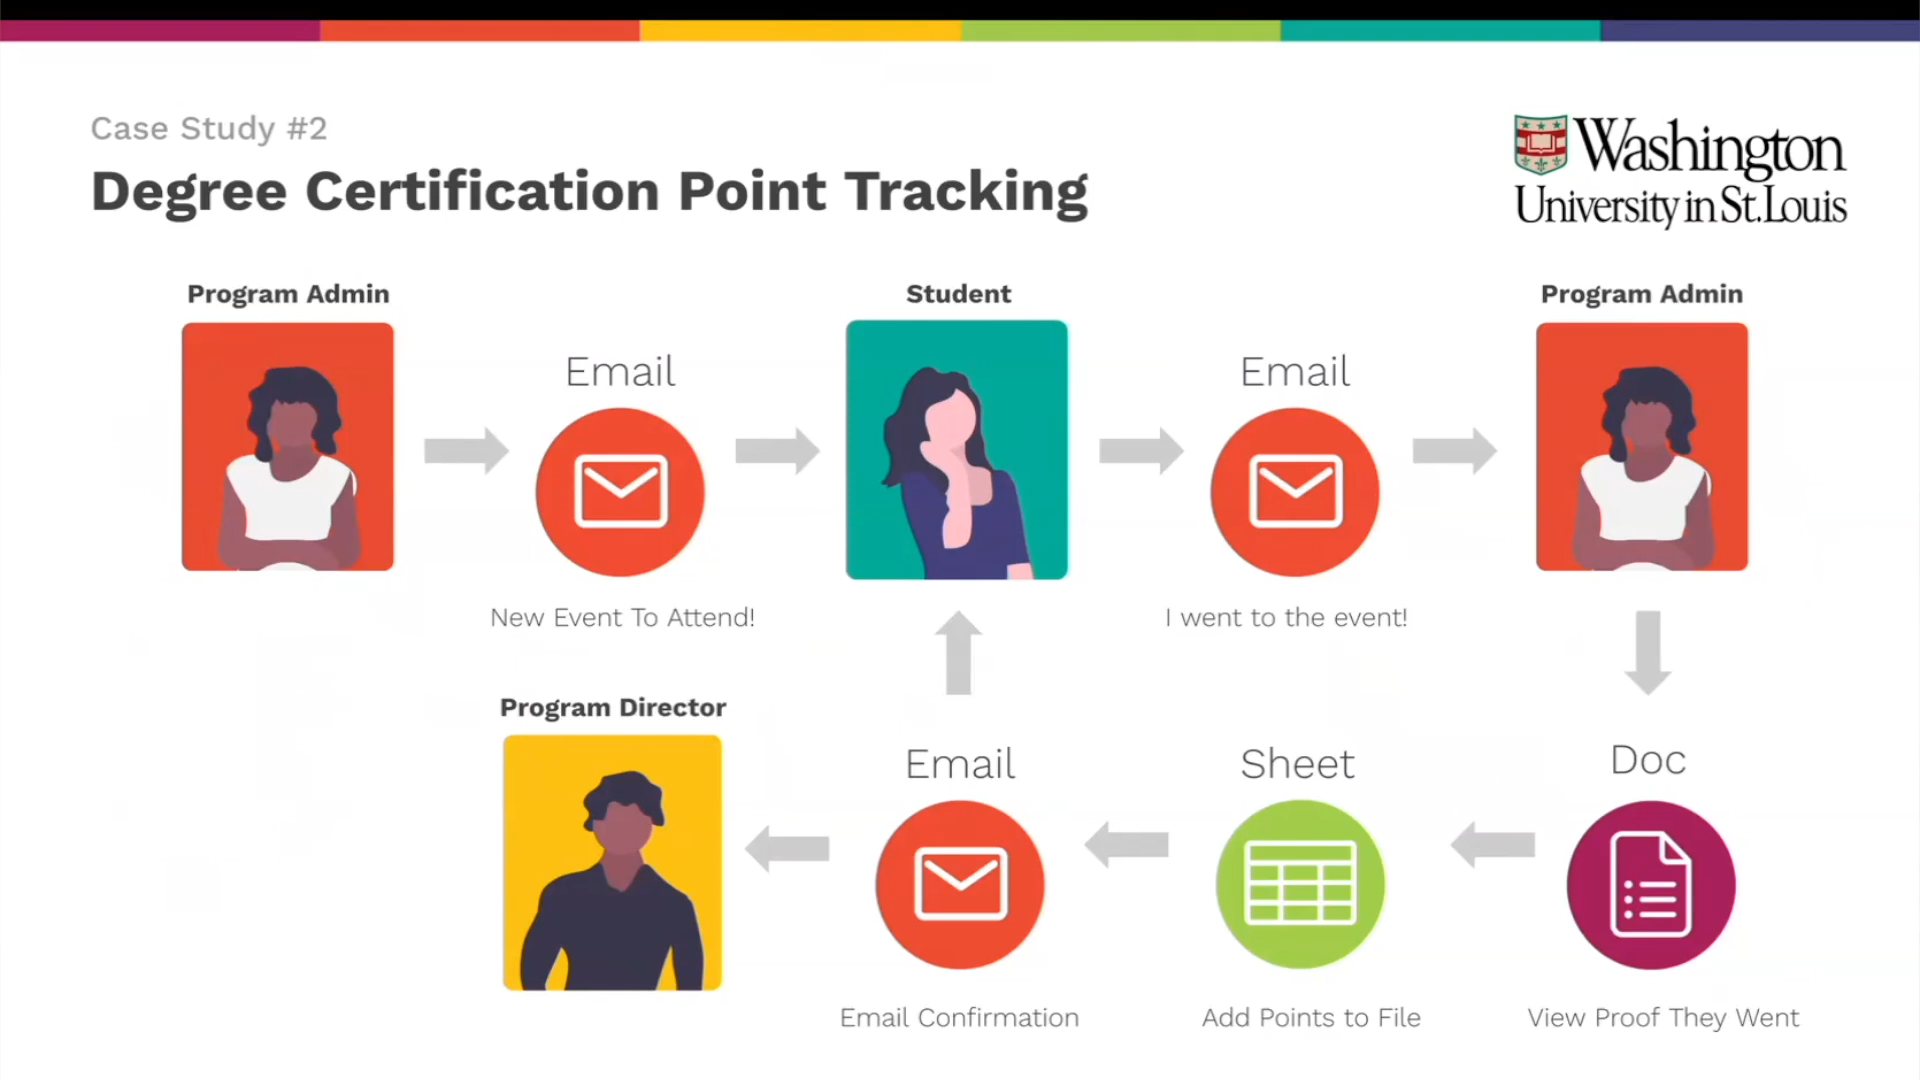 Case Study #2
Degree Certification Point Tracking
Washington
University in St. Louis
Program Admin
Student
Program Admin
Email
Email
New Event To Attend!
I went to the event!
Program Director
Email
Sheet
Doc
Email Confirmation
Add Points to File
View Proof They Went